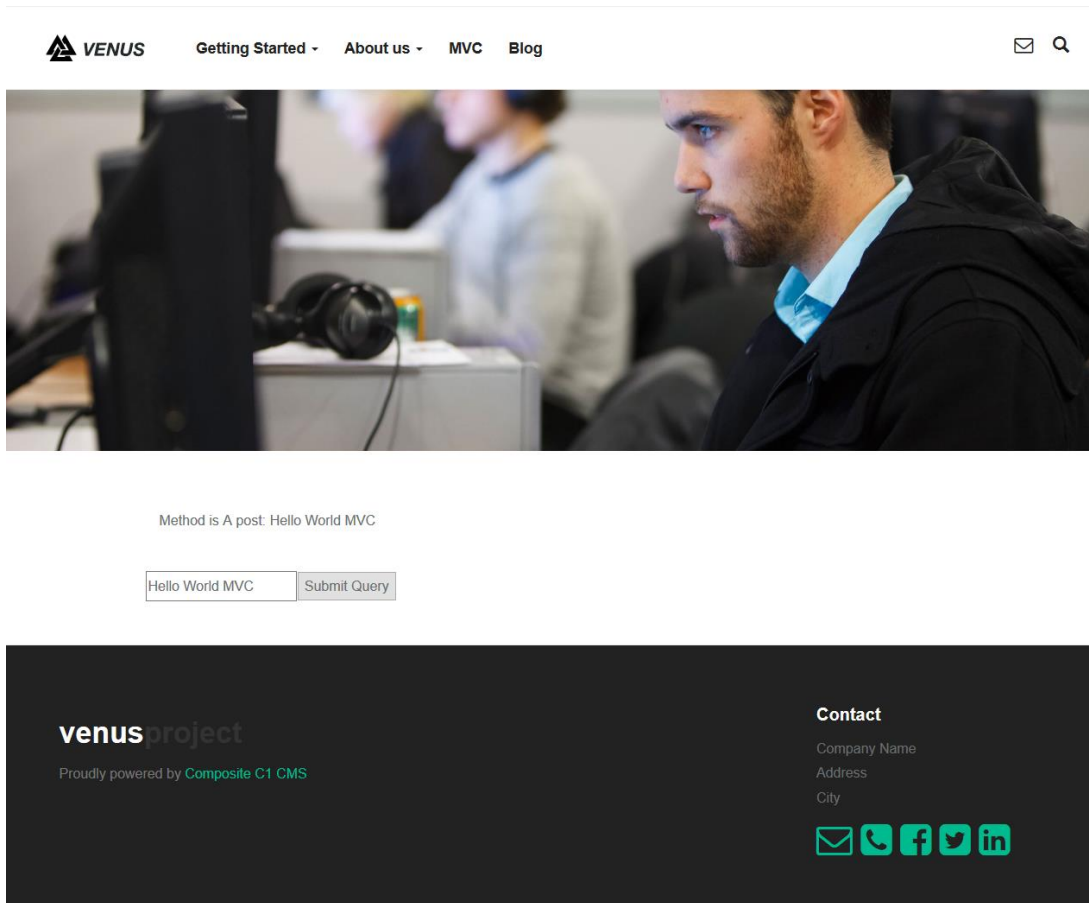 VENUS Getting Started About us MVC Blog
Method is A post: Hello World MVC
Hello World MVC Submit Query
venusproject
Proudly powered by Composite C1 CMS
Contact
Company Name
Address
City